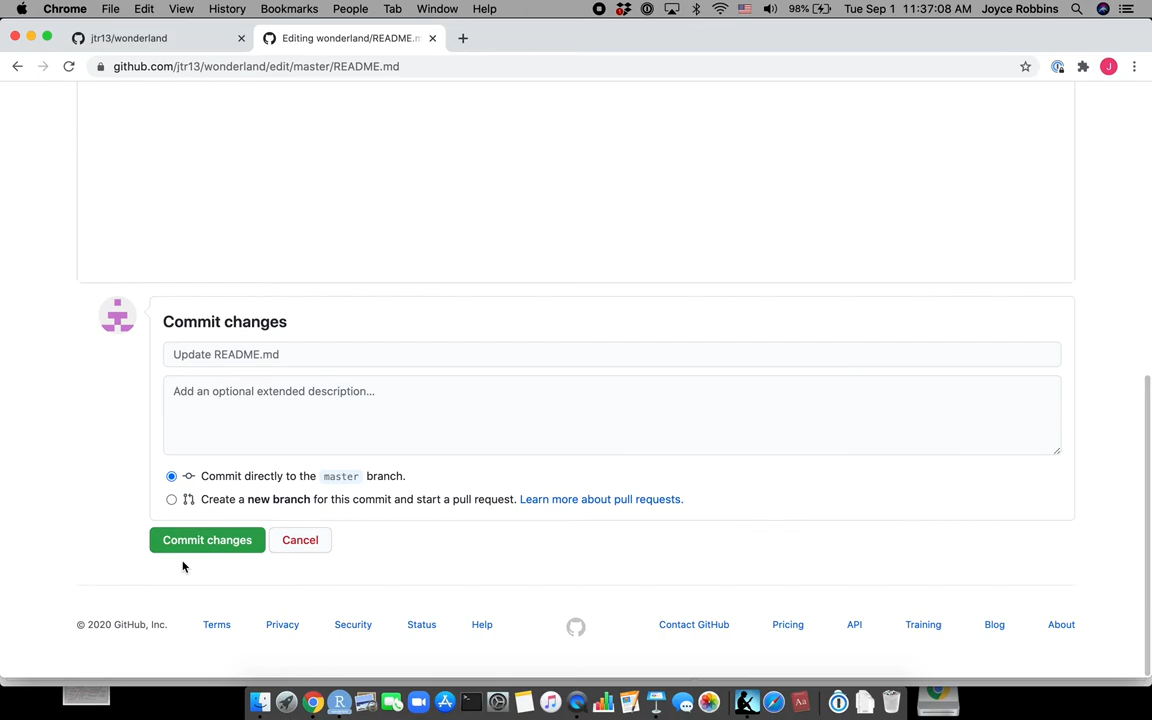 Chrome File Edit View History Bookmarks People Tab Window Help 98% Tue Sep 1 11:37:08 AM Joyce Robbins
jtr13/wonderland Editing wonderland/README.m
github.com/jtr13/wonderland/edit/master/README.md J
Commit changes
Update README.md
Add an optional extended description...
Commit directly to the master branch.
Create a new branch for this commit and start a pull request. Learn more about pull requests.
Commit changes Cancel
© 2020 GitHub, Inc. Terms Privacy Security Status Help Contact GitHub Pricing API Training Blog About